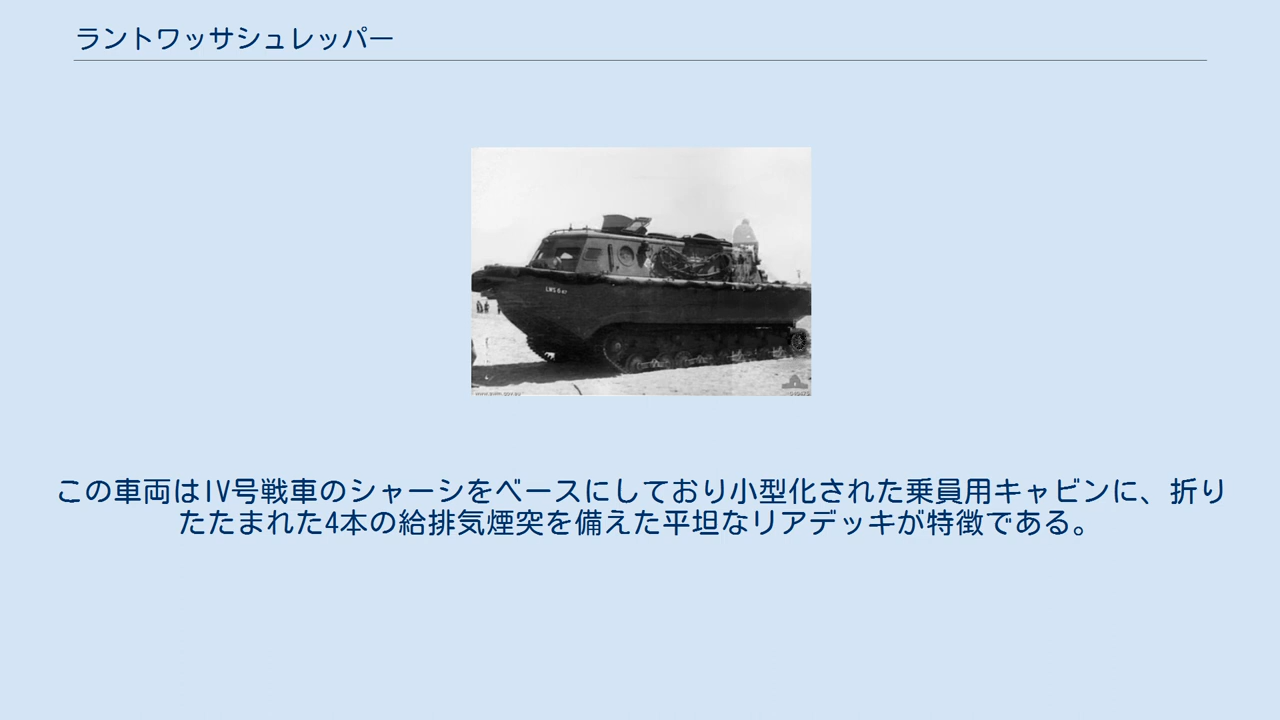 ラントワッサシュレッパー
この車両はIV号戦車のシャーシをベースにしており小型化された乗員用キャビンに、折り
たたまれた4本の給排気煙突を備えた平坦なリアデッキが特徴である。